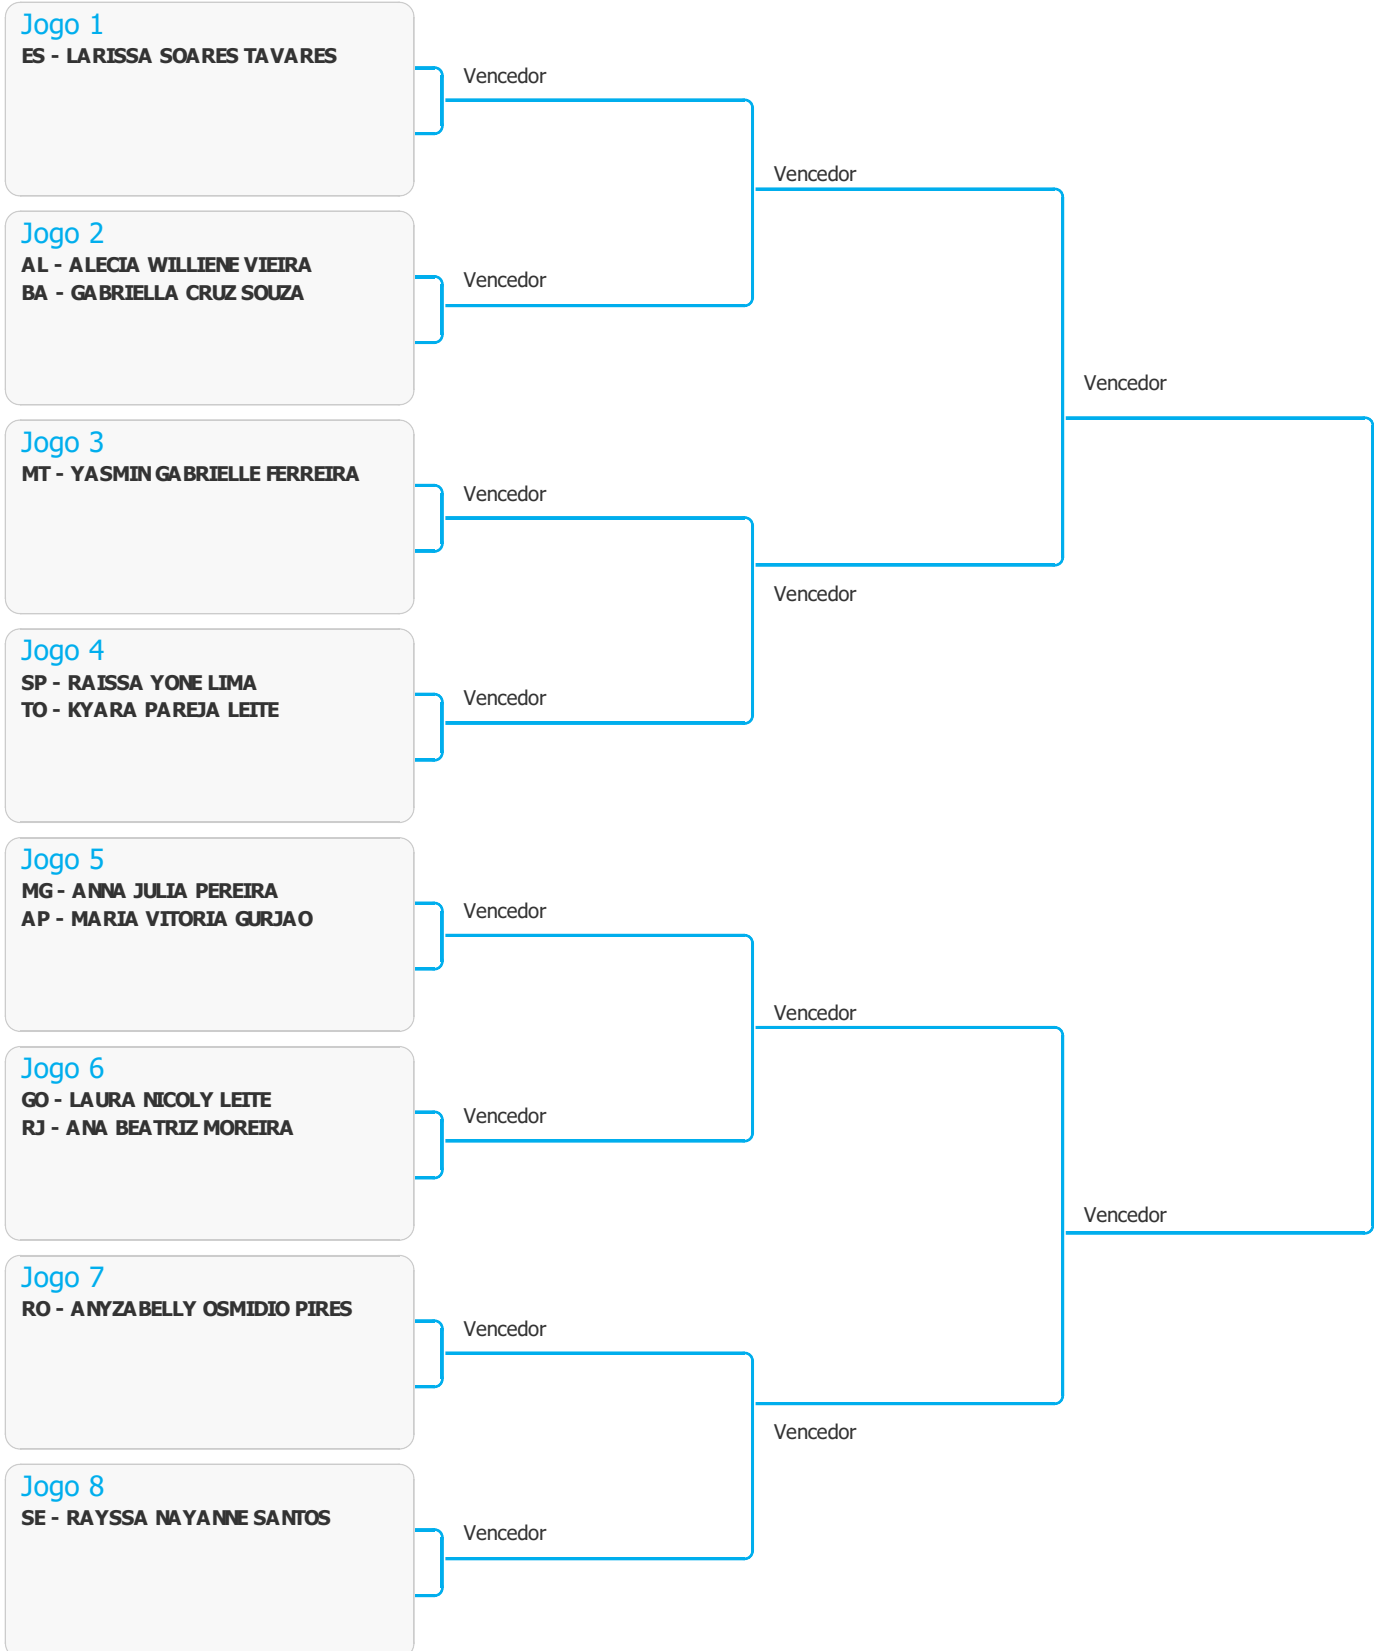 Jogo 1
ES - LARISSA SOARES TAVARES
Vencedor
Vencedor
Jogo 2
AL - ALECIA WILLIENE VIEIRA
BA - GABRIELLA CRUZ SOUZA
Vencedor
Vencedor
Jogo 3
MT - YASMIN GABRIELLE FERREIRA
Vencedor
Vencedor
Jogo 4
SP - RAISSA YONE LIMA
TO - KYARA PAREJA LEITE
Vencedor
Jogo 5
MG - ANNA JULIA PEREIRA
AP - MARIA VITORIA GURJAO
Vencedor
Vencedor
Jogo 6
GO - LAURA NICOLY LEITE
RJ - ANA BEATRIZ MOREIRA
Vencedor
Vencedor
Jogo 7
RO - ANYZABELLY OSMIDIO PIRES
Vencedor
Vencedor
Jogo 8
SE - RAYSSA NAYANNE SANTOS
Vencedor